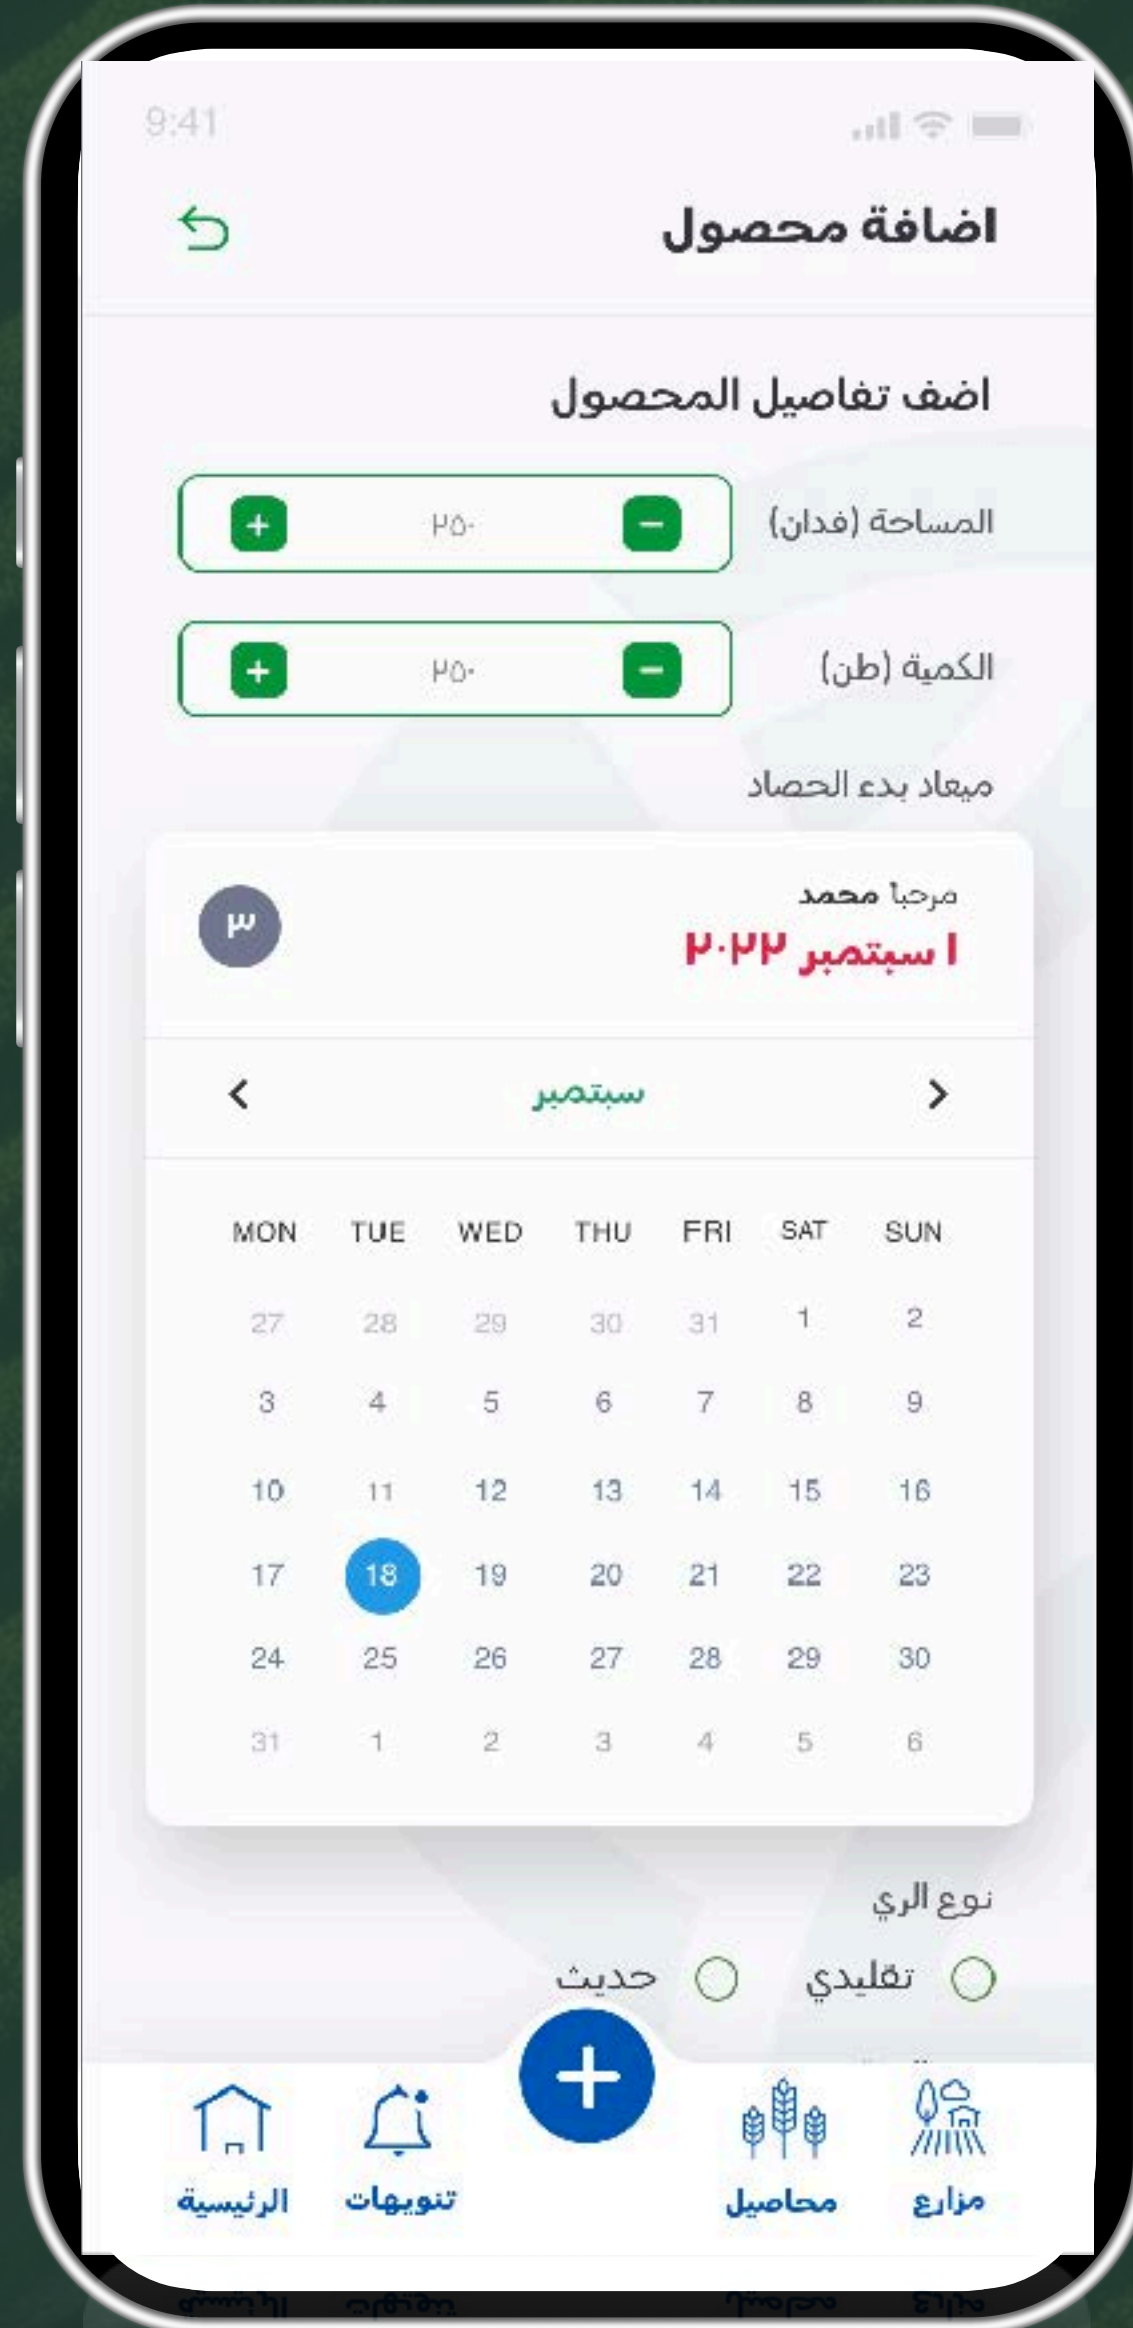 9:41
اضافة محصول
اضف تفاصيل المحصول
المساحة (فدان)
٢٥٠
الكمية (طن)
٢٥٠
ميعاد بدء الحصاد
مرحبا محمد
٣
١ سبتمبر ٢٠٢٢
سبتمبر
MON TUE WED THU FRI SAT SUN
27 28 29 30 31 1 2
3 4 5 6 7 8 9
10 11 12 13 14 15 16
17 18 19 20 21 22 23
24 25 26 27 28 29 30
31 1 2 3 4 5 6
نوع الري
تقليدي حديث
مزارع محاصيل تنويهات الرئيسية